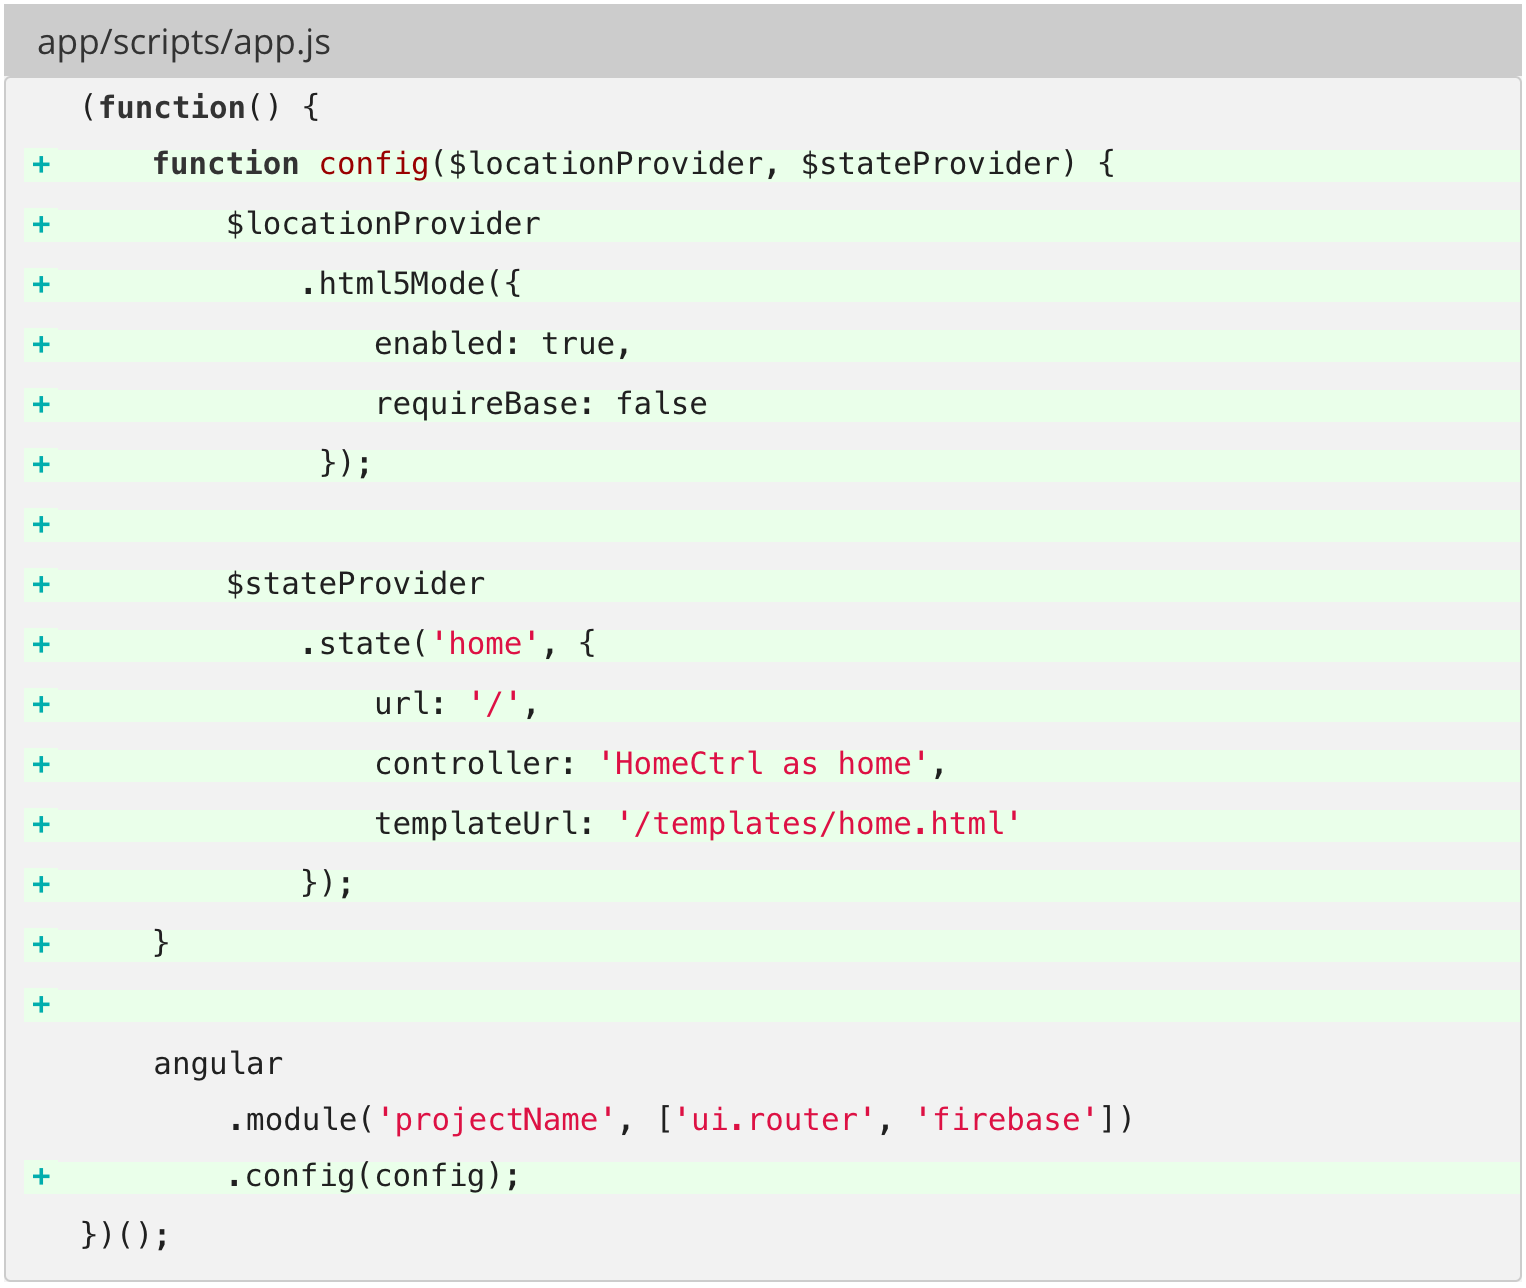 app/scripts/app.js
(function() {
+     function config($locationProvider, $stateProvider) {
+         $locationProvider
+             .html5Mode({
+                 enabled: true,
+                 requireBase: false
+              });
+
+         $stateProvider
+             .state('home', {
+                 url: '/',
+                 controller: 'HomeCtrl as home',
+                 templateUrl: '/templates/home.html'
+             });
+     }
+
      angular
          .module('projectName', ['ui.router', 'firebase'])
+         .config(config);
  })();